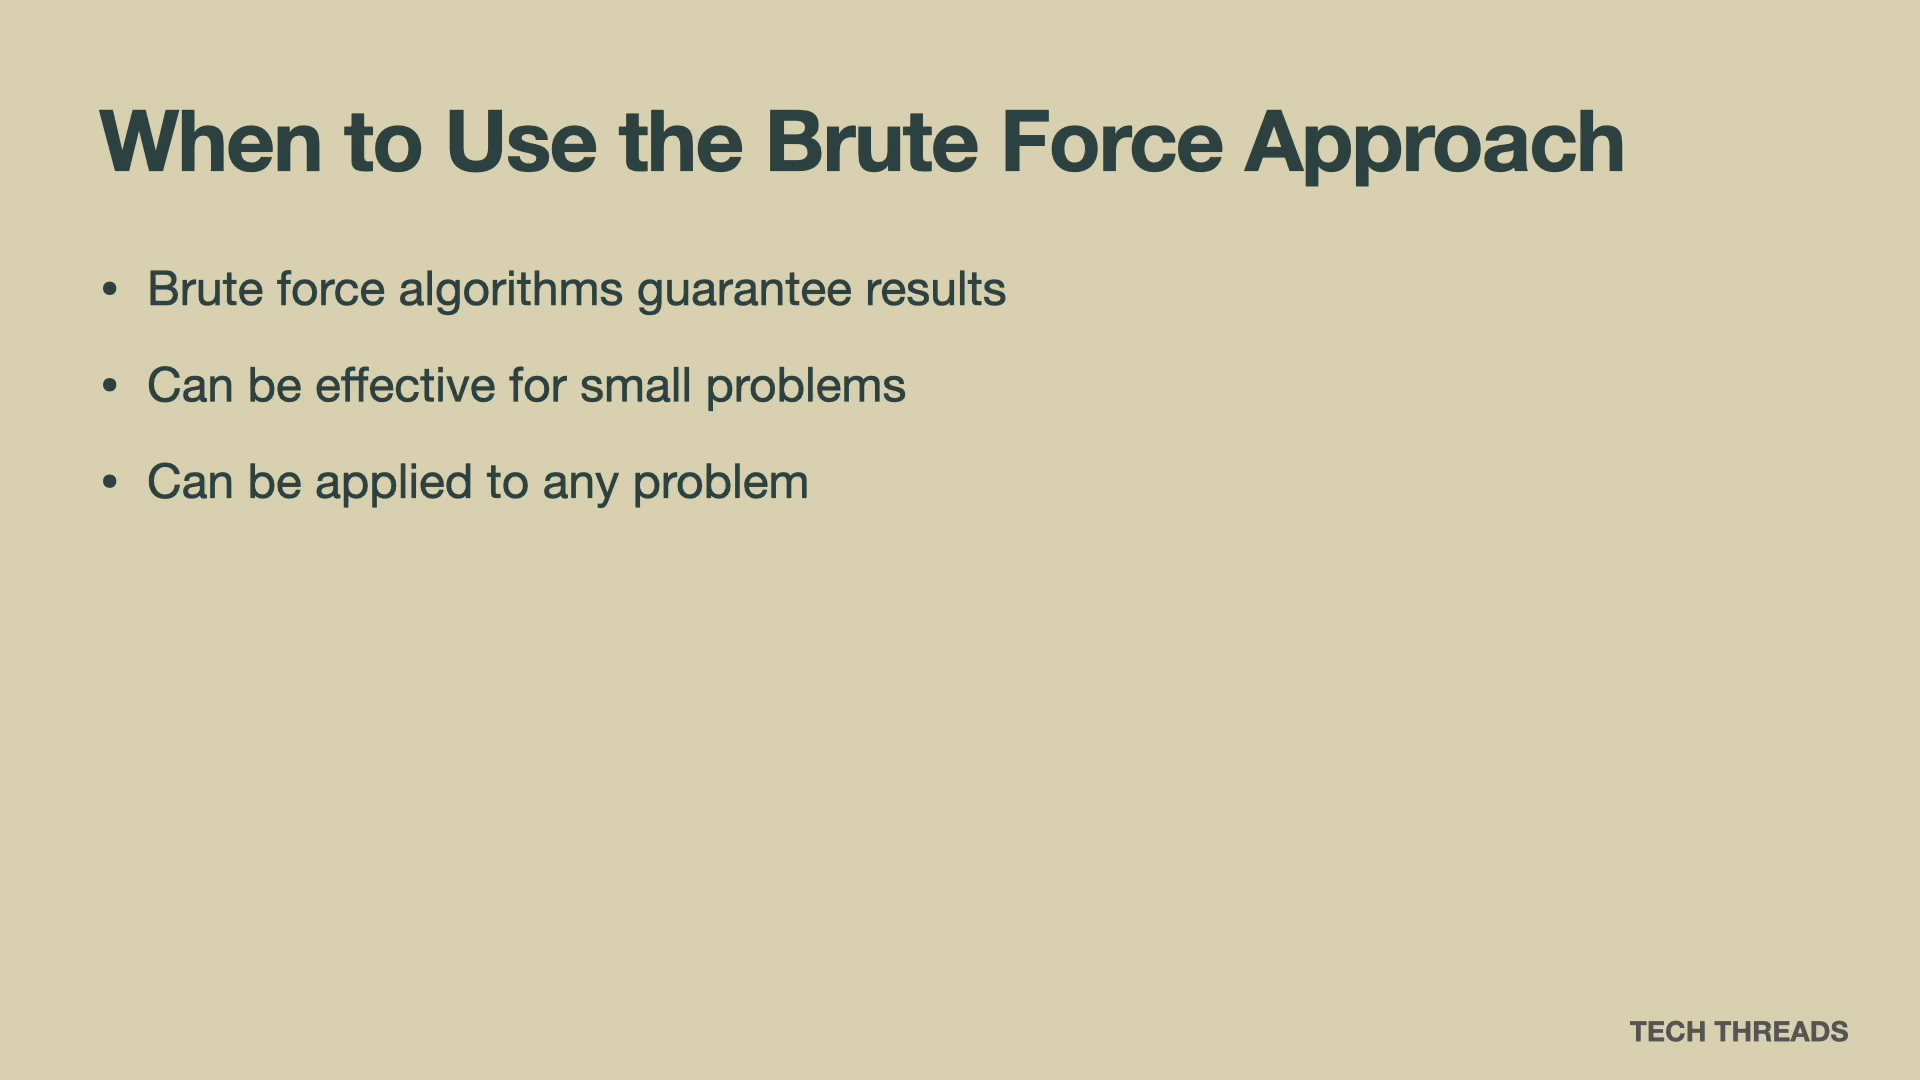 When to Use the Brute Force Approach
• Brute force algorithms guarantee results
• Can be effective for small problems
• Can be applied to any problem
TECH THREADS